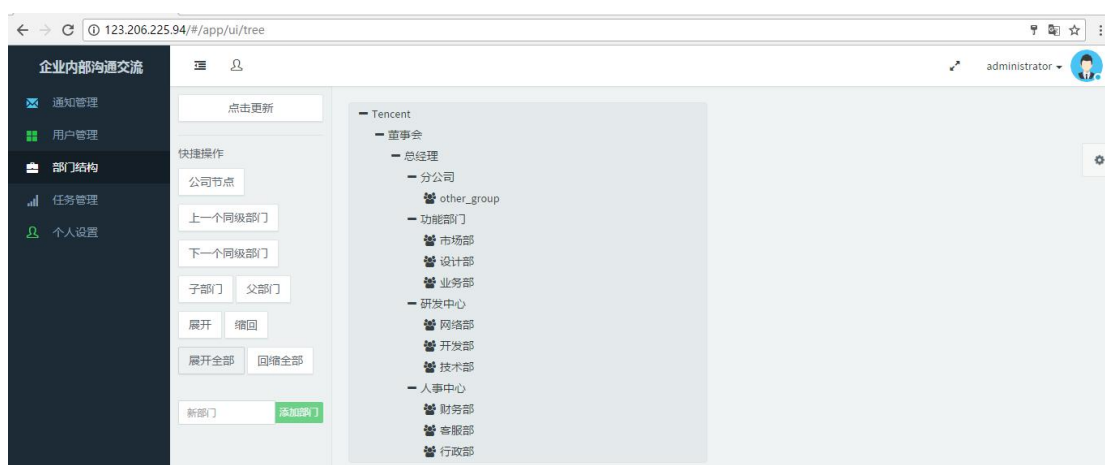 123.206.225.94/#/app/ui/tree
企业内部沟通交流
administrator
通知管理
用户管理
部门结构
任务管理
个人设置
点击更新
快捷操作
公司节点
上一个同级部门
下一个同级部门
子部门 父部门
展开 缩回
展开全部 回缩全部
新部门 添加部门
Tencent
董事会
总经理
分公司
other_group
功能部门
市场部
设计部
业务部
研发中心
网络部
开发部
技术部
人事中心
财务部
客服部
行政部